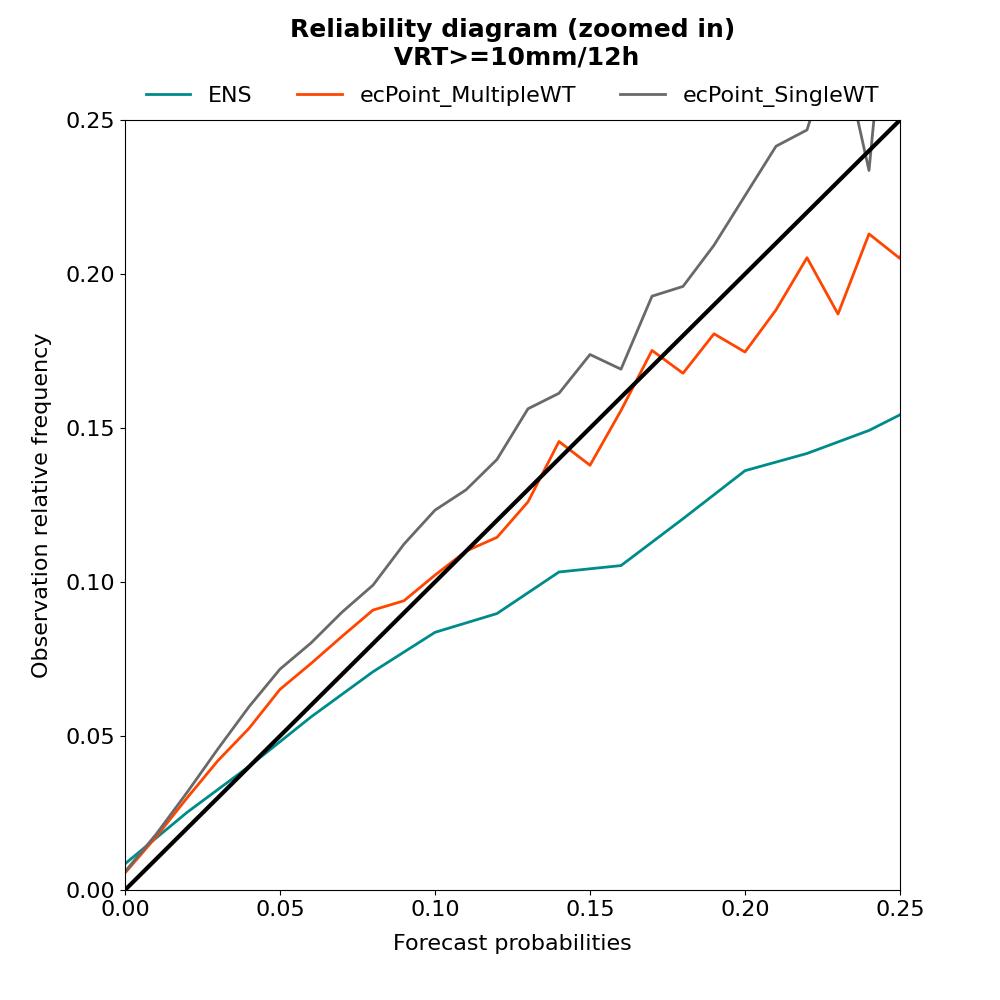 Reliability diagram (zoomed in)
VRT>=10mm/12h
ENS ecPoint_MultipleWT ecPoint_SingleWT
0.25
0.20
0.15
0.10
0.05
0.00
Observation relative frequency
0.00 0.05 0.10 0.15 0.20 0.25
Forecast probabilities